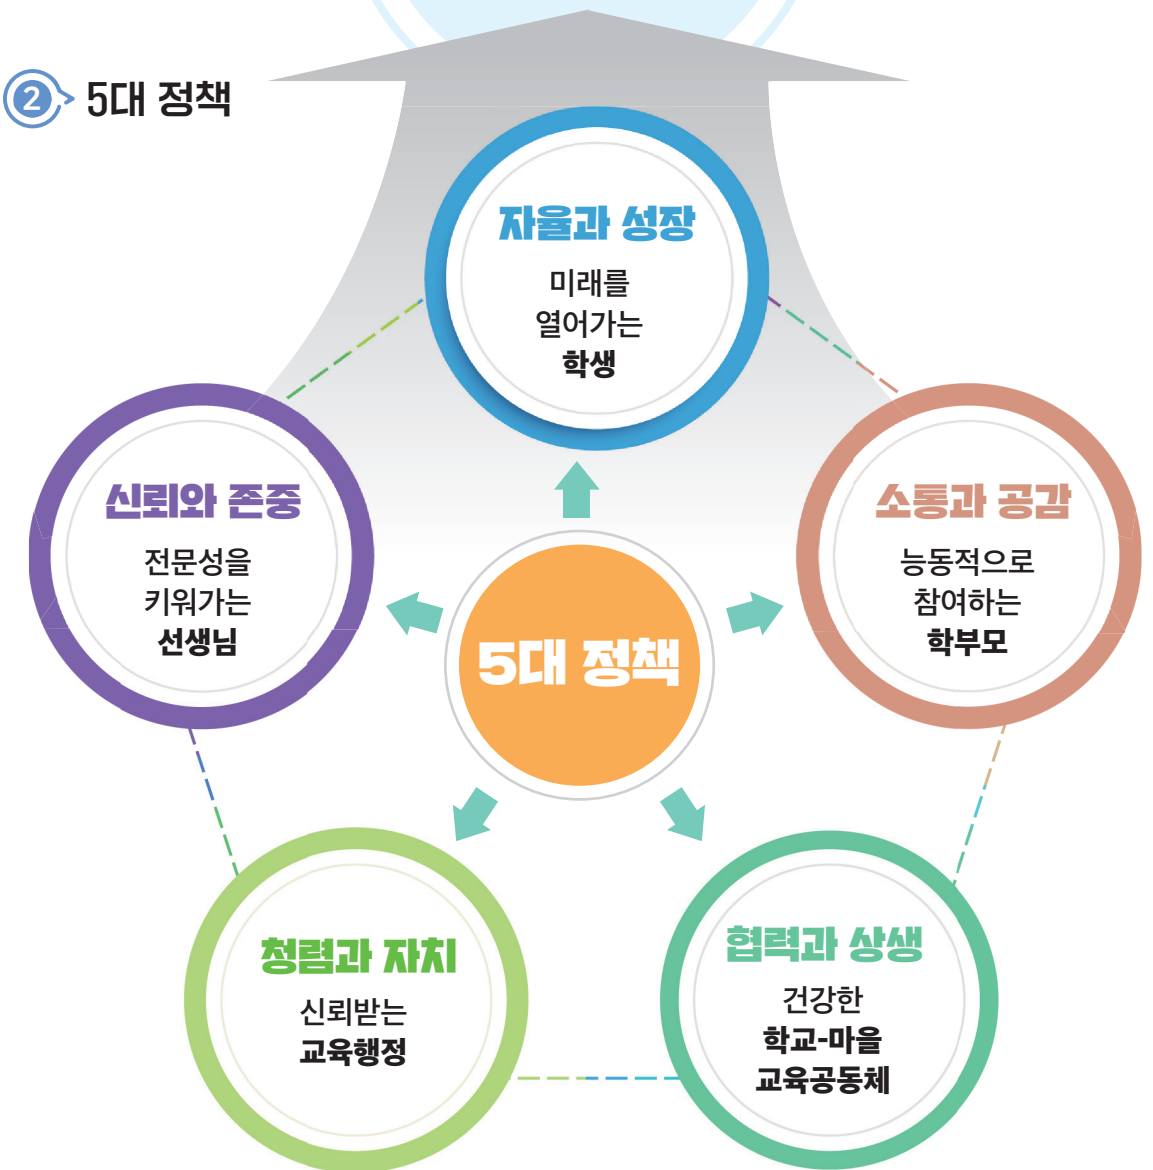 2 5대 정책
자율과 성장
미래를
열어가는
학생
신뢰와 존중
전문성을
키워가는
선생님
소통과 공감
능동적으로
참여하는
학부모
5대 정책
청렴과 자치
신뢰받는
교육행정
협력과 상생
건강한
학교-마을
교육공동체